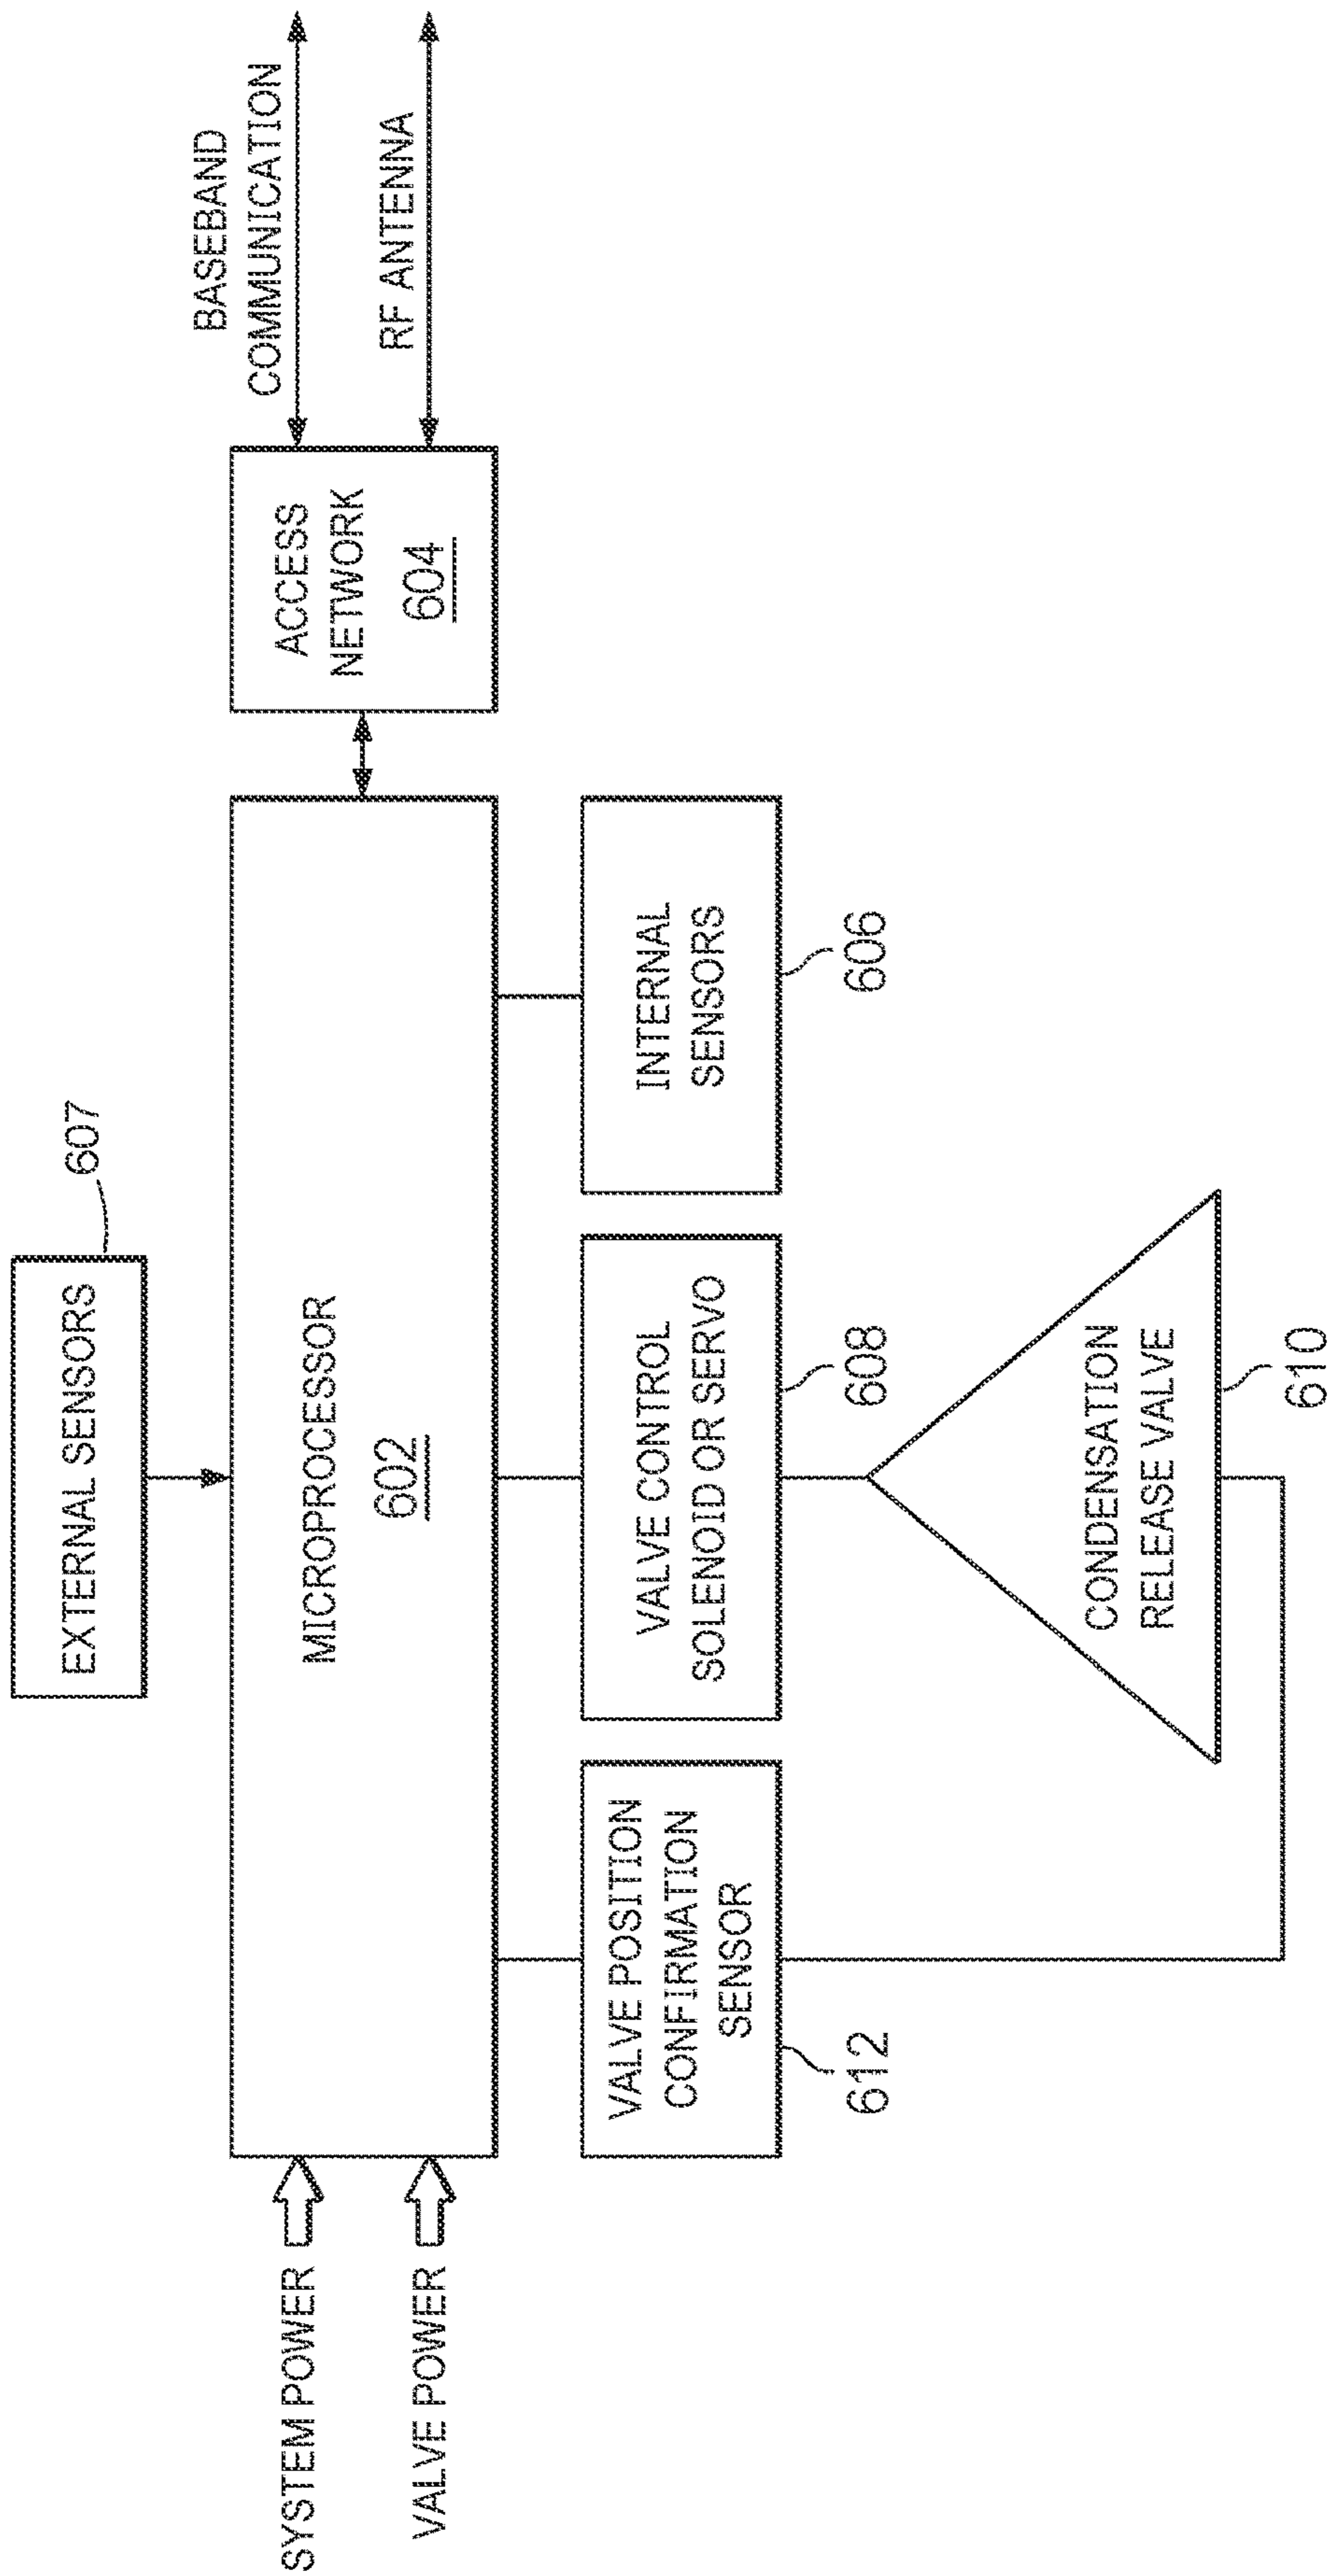 EXTERNAL SENSORS
607
BASEBAND
COMMUNICATION
RF ANTENNA
SYSTEM POWER
VALVE POWER
MICROPROCESSOR
602
ACCESS
NETWORK
604
VALVE POSITION
CONFIRMATION
SENSOR
612
VALVE CONTROL
SOLENOID OR SERVO
608
INTERNAL
SENSORS
606
CONDENSATION
RELEASE VALVE
610